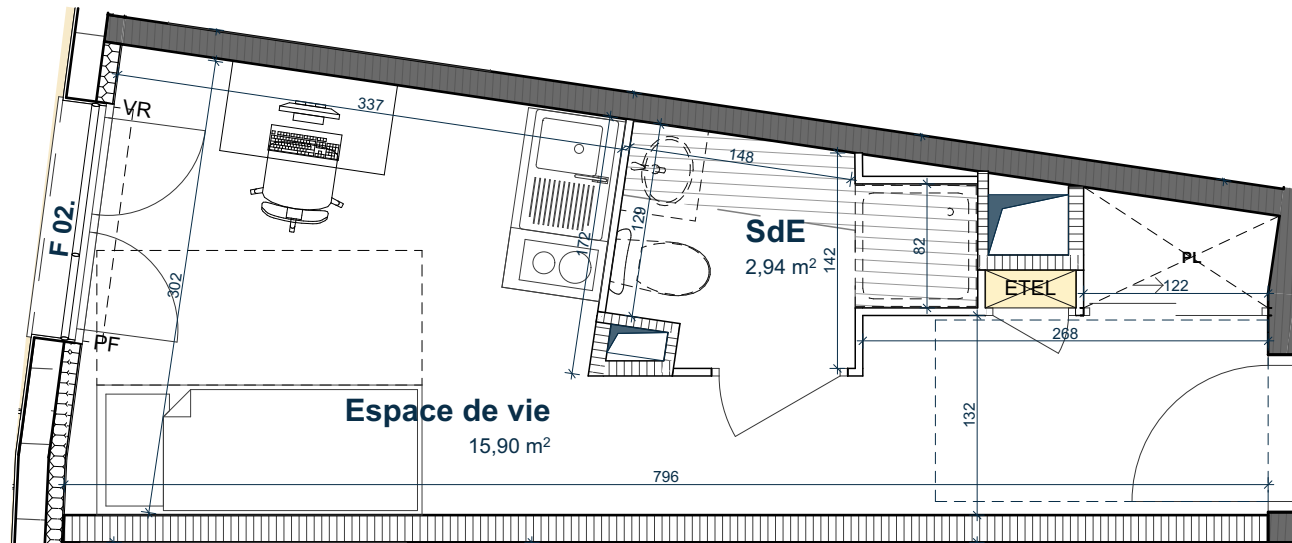 337
VR
148
F 02.
129
172
SdE
2,94 m²
142
82
PL
ETEL
122
302
PF
268
Espace de vie
15,90 m²
132
796